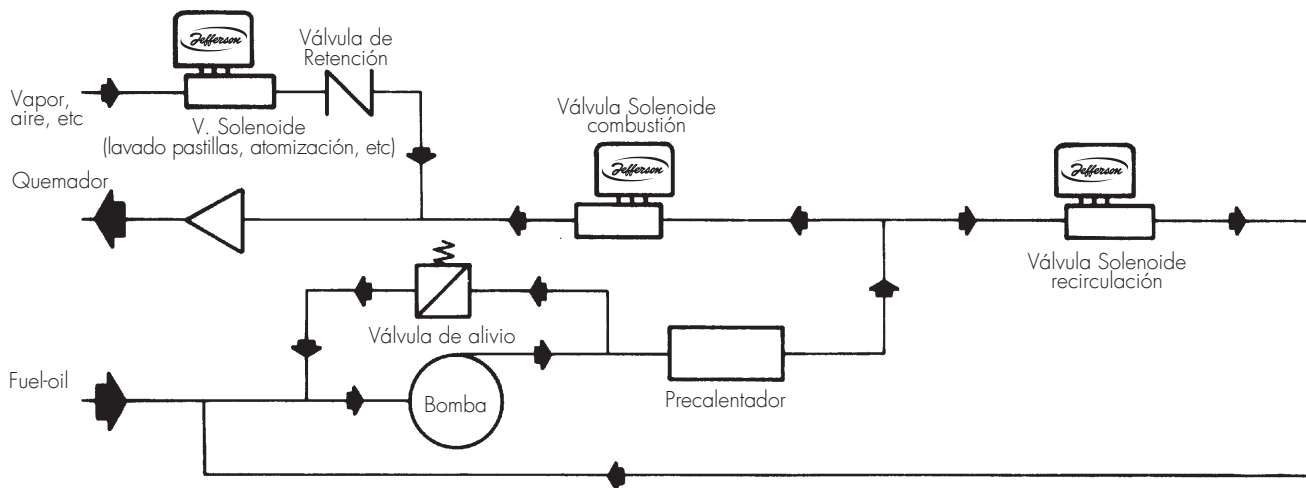 Jefferson
Válvula de
Retención
Vapor,
aire, etc
V. Solenoide
(lavado pastillas, atomización, etc)
Válvula Solenoide
combustión
Jefferson
Jefferson
Quemador
Válvula Solenoide
recirculación
Válvula de alivio
Fuel-oil
Bomba
Precalentador